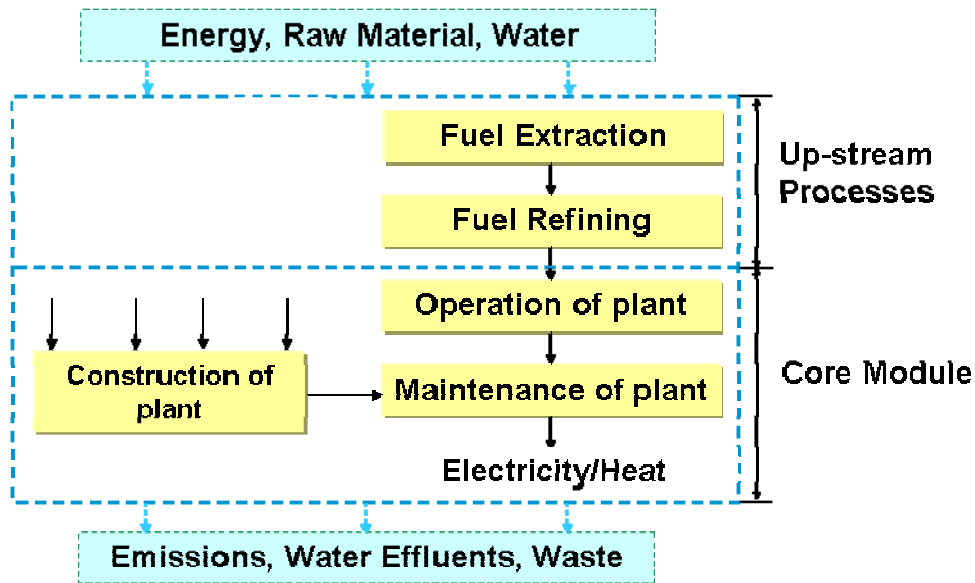 Energy, Raw Material, Water
Fuel Extraction
Up-stream
Processes
Fuel Refining
Operation of plant
Construction of
plant
Maintenance of plant
Core Module
Electricity/Heat
Emissions, Water Effluents, Waste